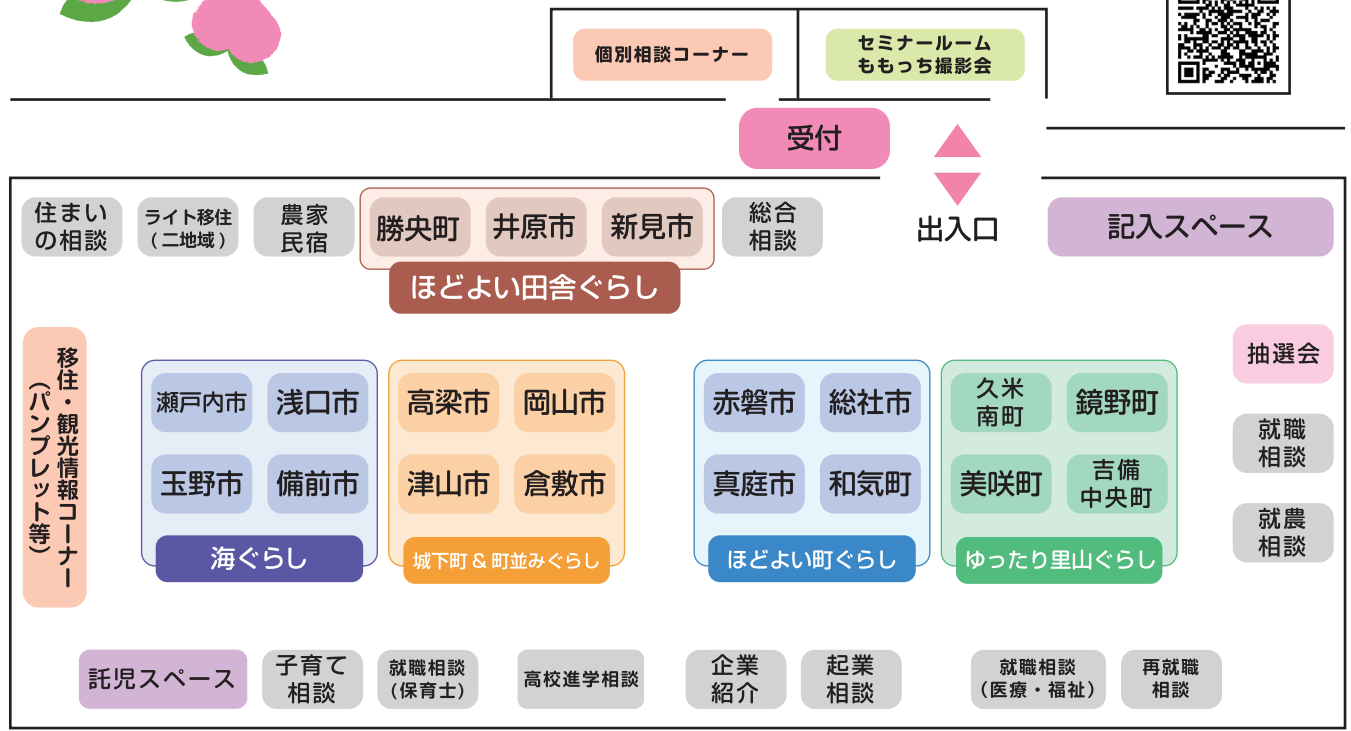 個別相談コーナー
セミナールーム
ももっち撮影会
受付
出入口
住まい
の相談
ライト移住
(二地域)
農家
民宿
勝央町
井原市
新見市
ほどよい田舎ぐらし
総合
相談
記入スペース
移住・観光情報コーナー
(パンフレット等)
瀬戸内市
浅口市
玉野市
備前市
海ぐらし
高梁市
岡山市
津山市
倉敷市
城下町&町並みぐらし
赤磐市
総社市
真庭市
和気町
ほどよい町ぐらし
久米
南町
鏡野町
美咲町
吉備
中央町
ゆったり里山ぐらし
抽選会
就職
相談
就農
相談
託児スペース
子育て
相談
就職相談
(保育士)
高校進学相談
企業
紹介
起業
相談
就職相談
(医療・福祉)
再就職
相談